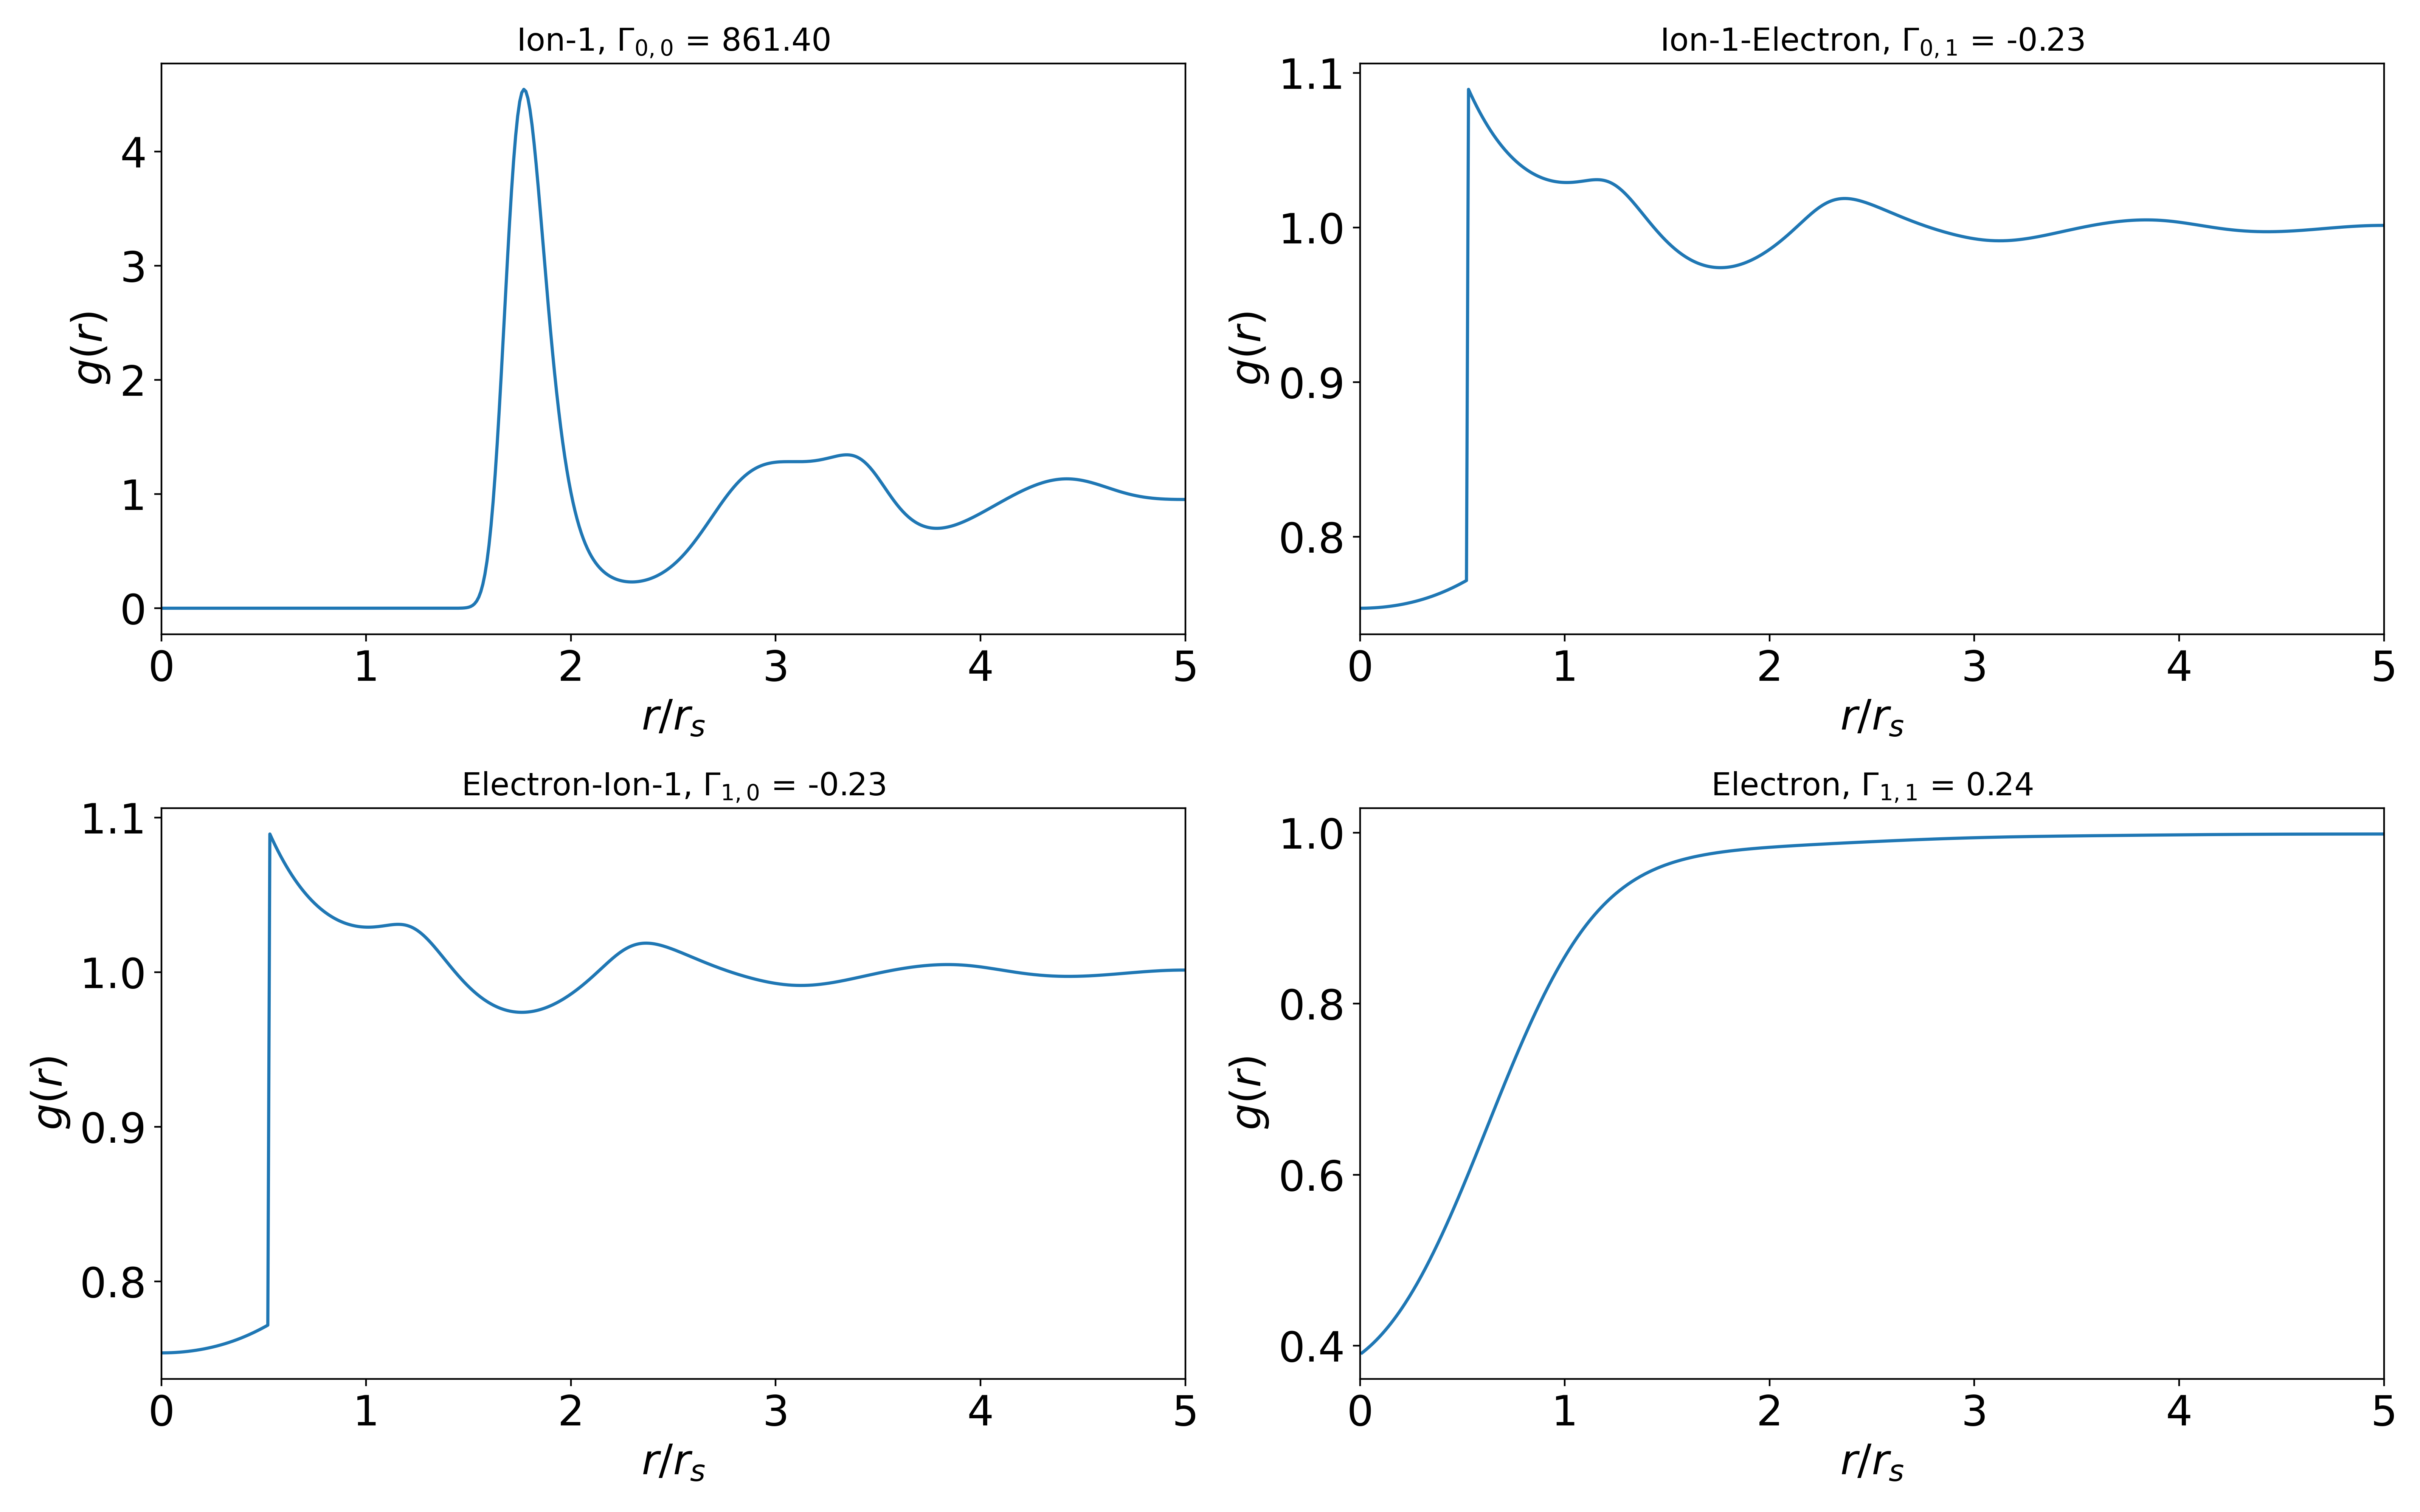 Ion-1, Γ0,0 = 861.40
g(r)
4
3
2
1
0
0 1 2 3 4 5
r/rs
Ion-1-Electron, Γ0,1 = -0.23
g(r)
1.1
1.0
0.9
0.8
0 1 2 3 4 5
r/rs
Electron-Ion-1, Γ1,0 = -0.23
g(r)
1.1
1.0
0.9
0.8
0 1 2 3 4 5
r/rs
Electron, Γ1,1 = 0.24
g(r)
1.0
0.8
0.6
0.4
0 1 2 3 4 5
r/rs